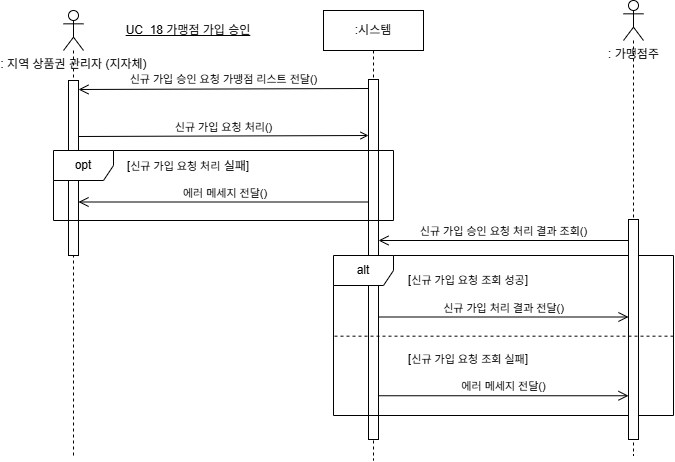 UC_18 가맹점 가입 승인
:시스템
: 지역 상품권 관리자 (지자체)
: 가맹점주
신규 가입 승인 요청 가맹점 리스트 전달()
신규 가입 요청 처리()
opt
[신규 가입 요청 처리 실패]
에러 메세지 전달()
신규 가입 승인 요청 처리 결과 조회()
alt
[신규 가입 요청 조회 성공]
신규 가입 처리 결과 전달()
[신규 가입 요청 조회 실패]
에러 메세지 전달()